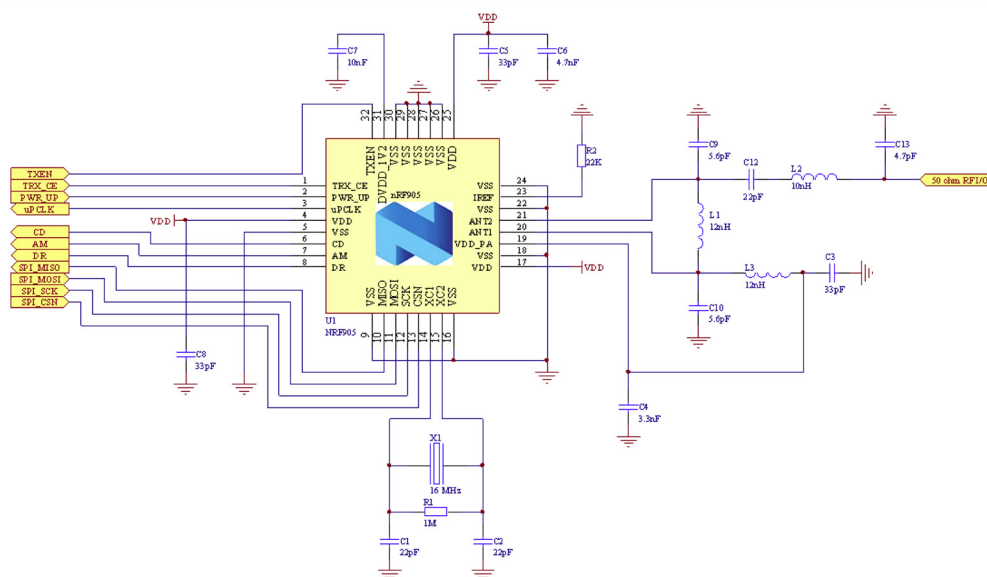 VDD
C7
10nF
C5
33pF
C6
4.7nF
32
31
30
29
28
27
26
25
TXEN
DVDD_1V2
VSS
VSS
VSS
VSS
VSS
VDD
R2
22K
C9
5.6pF
C12
22pF
L2
10nH
C13
4.7pF
50 ohm RFI/O
TXEN
TRX_CE
PWR_UP
uPCLK
CD
AM
DR
SPI_MISO
SPI_MOSI
SPI_SCK
SPI_CSN
VDD
1
2
3
4
5
6
7
8
TRX_CE
PWR_UP
uPCLK
VDD
VSS
CD
AM
DR
nRF905
VSS
IREF
VSS
ANT2
ANT1
VDD_PA
VSS
VDD
24
23
22
21
20
19
18
17
VDD
L1
12nH
L3
12nH
C3
33pF
C10
5.6pF
VSS
MISO
MOSI
SCK
CSN
XC1
XC2
VSS
U1
NRF905
9
10
11
12
13
14
15
16
C8
33pF
C4
3.3nF
X1
16 MHz
R1
1M
C1
22pF
C2
22pF